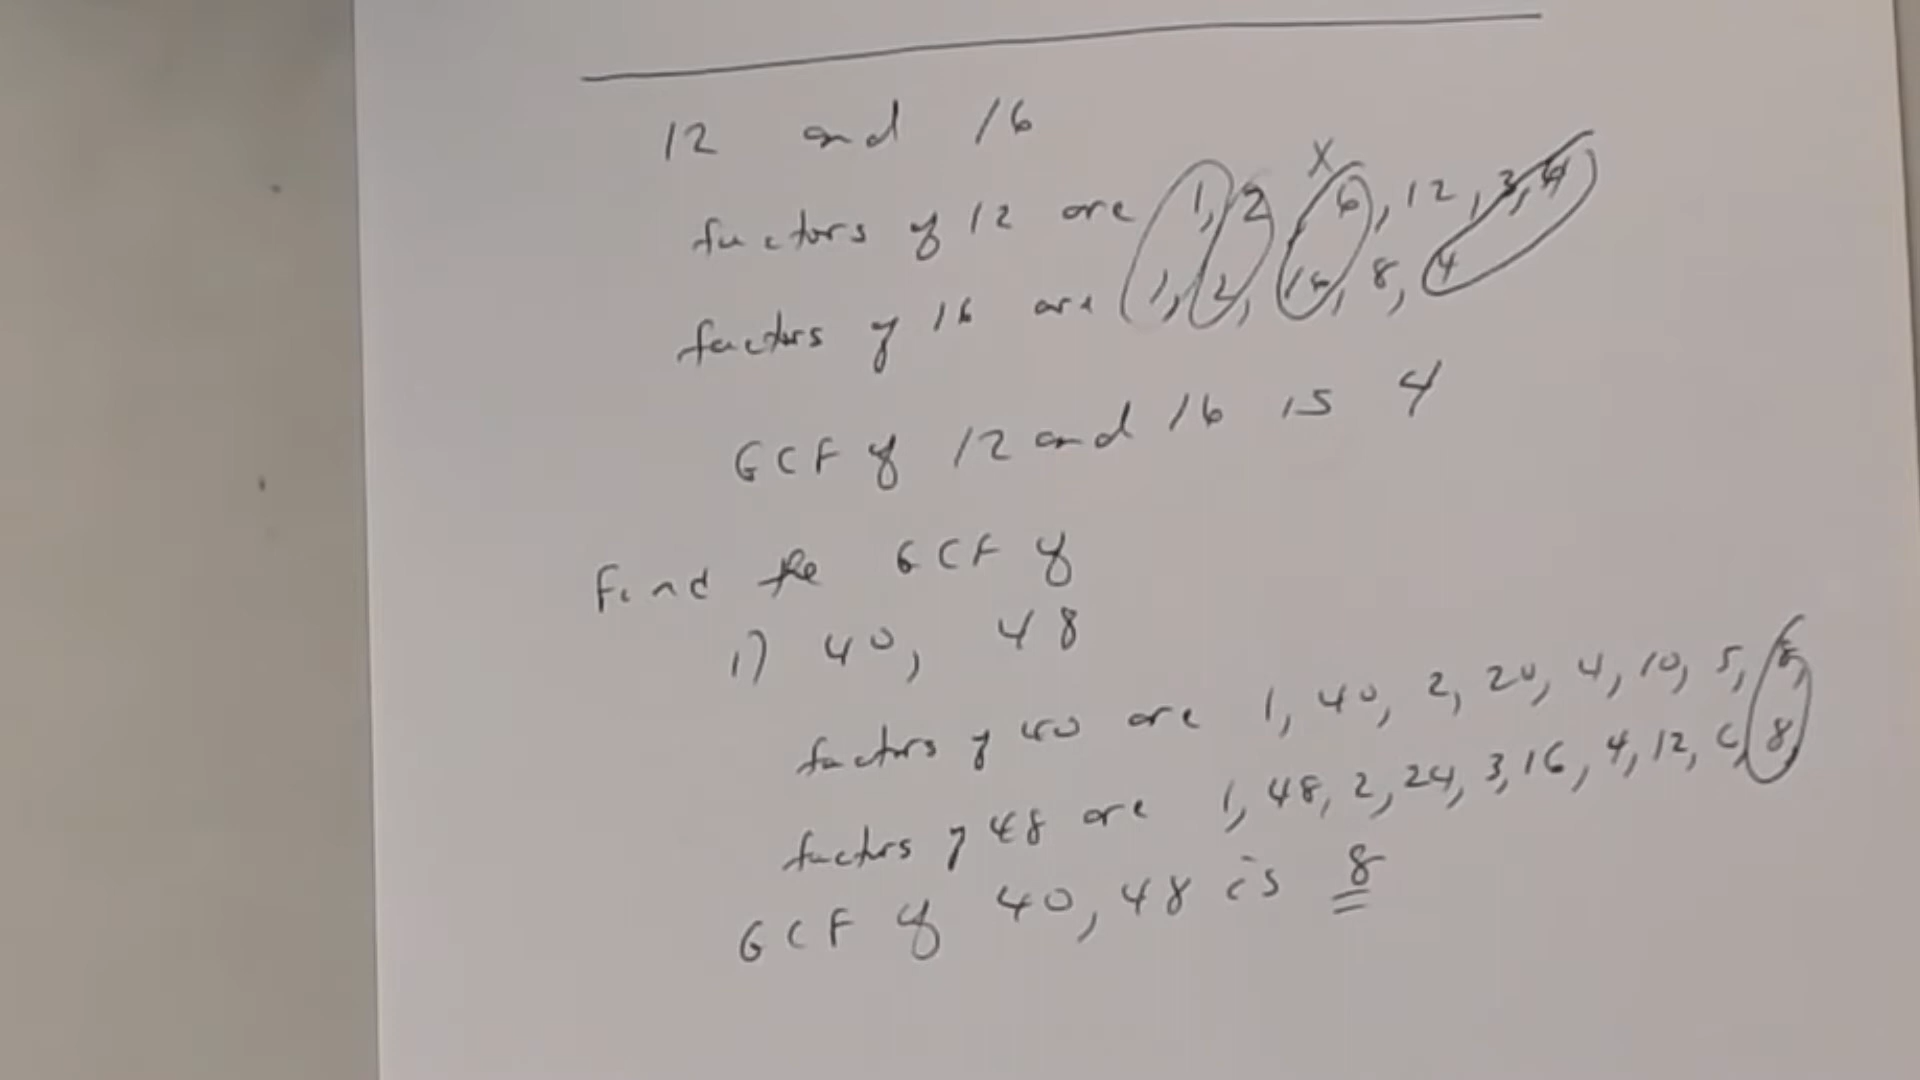 12 and 16
factors of 12 are 1, 2 6, 12, 3, 4
X
factors of 16 are 1, 2, 16, 8, 4
GCF of 12 and 16 is 4
Find the GCF of
1) 40, 48
factors of 40 are 1, 40, 2, 20, 4, 10, 5, 8,
factors of 48 are 1, 48, 2, 24, 3, 16, 4, 12, 6, 8,
GCF of 40, 48 is 8